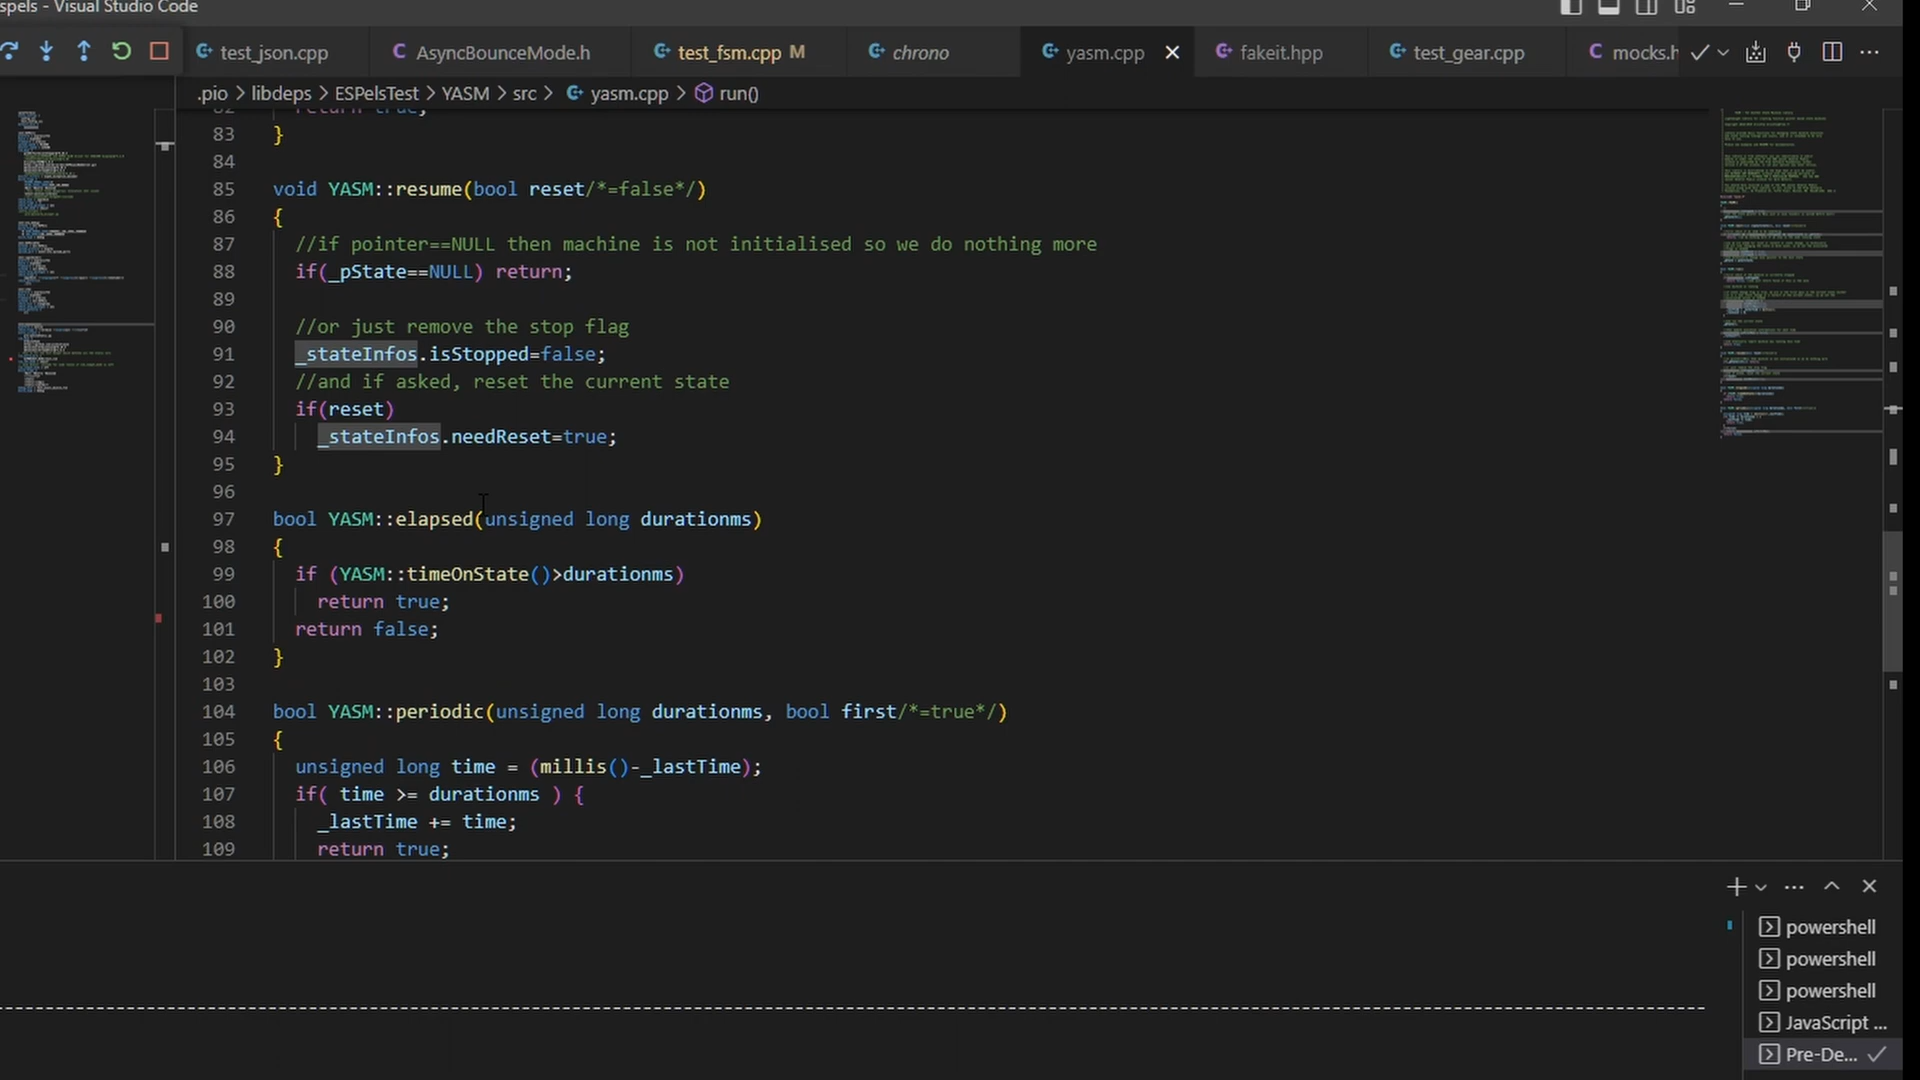 spels - Visual Studio Code
test_json.cpp
AsyncBounceMode.h
test_fsm.cpp M
chrono
yasm.cpp
fakeit.hpp
test_gear.cpp
mocks.h
.pio > libdeps > ESPelsTest > YASM > src > yasm.cpp > run()
82 return true;
83 }
84
85 void YASM::resume(bool reset/*=false*/)
86 {
87 //if pointer==NULL then machine is not initialised so we do nothing more
88 if(_pState==NULL) return;
89
90 //or just remove the stop flag
91 _stateInfos.isStopped=false;
92 //and if asked, reset the current state
93 if(reset)
94 _stateInfos.needReset=true;
95 }
96
97 bool YASM::elapsed(unsigned long durationms)
98 {
99 if (YASM::timeOnState()>durationms)
100 return true;
101 return false;
102 }
103
104 bool YASM::periodic(unsigned long durationms, bool first/*=true*/)
105 {
106 unsigned long time = (millis()-_lastTime);
107 if( time >= durationms ) {
108 _lastTime += time;
109 return true;
powershell
powershell
powershell
JavaScript ...
Pre-De...